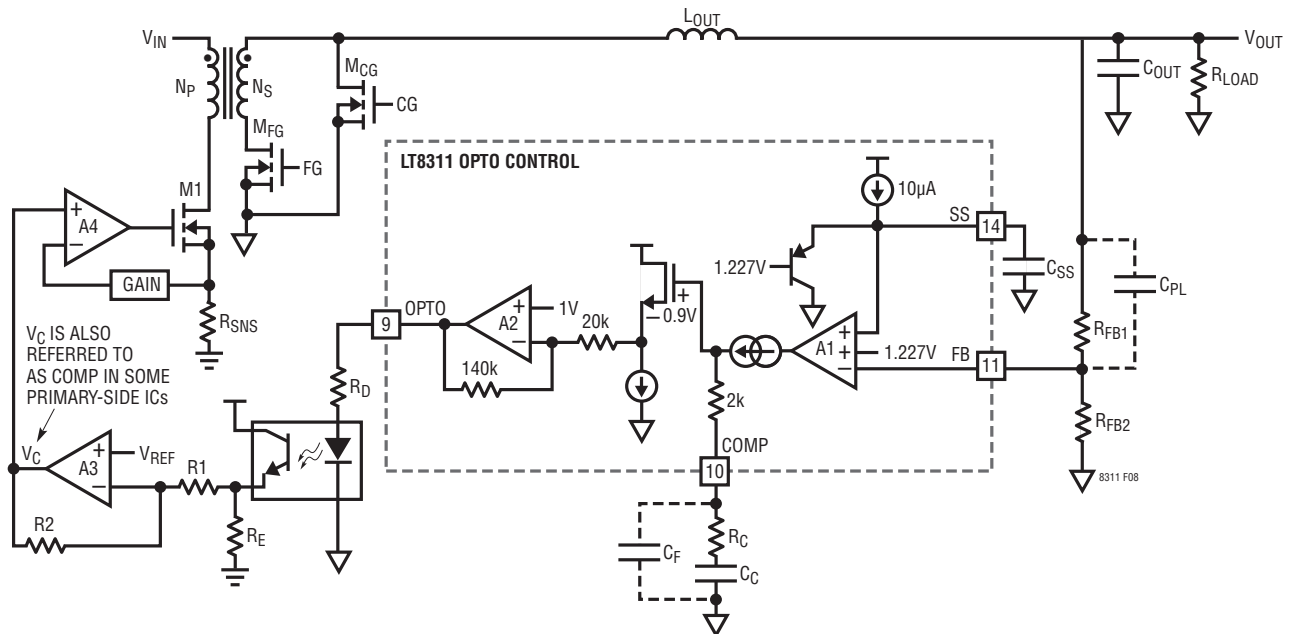 L_OUT
V_IN
V_OUT
N_P
N_S
M_CG
CG
C_OUT
R_LOAD
M_FG
FG
LT8311 OPTO CONTROL
10µA
M1
SS
14
A4
+
–
1.227V
C_SS
C_PL
GAIN
+
– 0.9V
R_SNS
9
OPTO
A2
+
–
1V
20k
A1
+
+
–
1.227V
FB
11
R_FB1
V_C IS ALSO
REFERRED TO
AS COMP IN SOME
PRIMARY-SIDE ICs
140k
R_D
2k
R_FB2
COMP
V_C
A3
+
–
V_REF
R1
10
8311 F08
R2
R_E
C_F
R_C
C_C